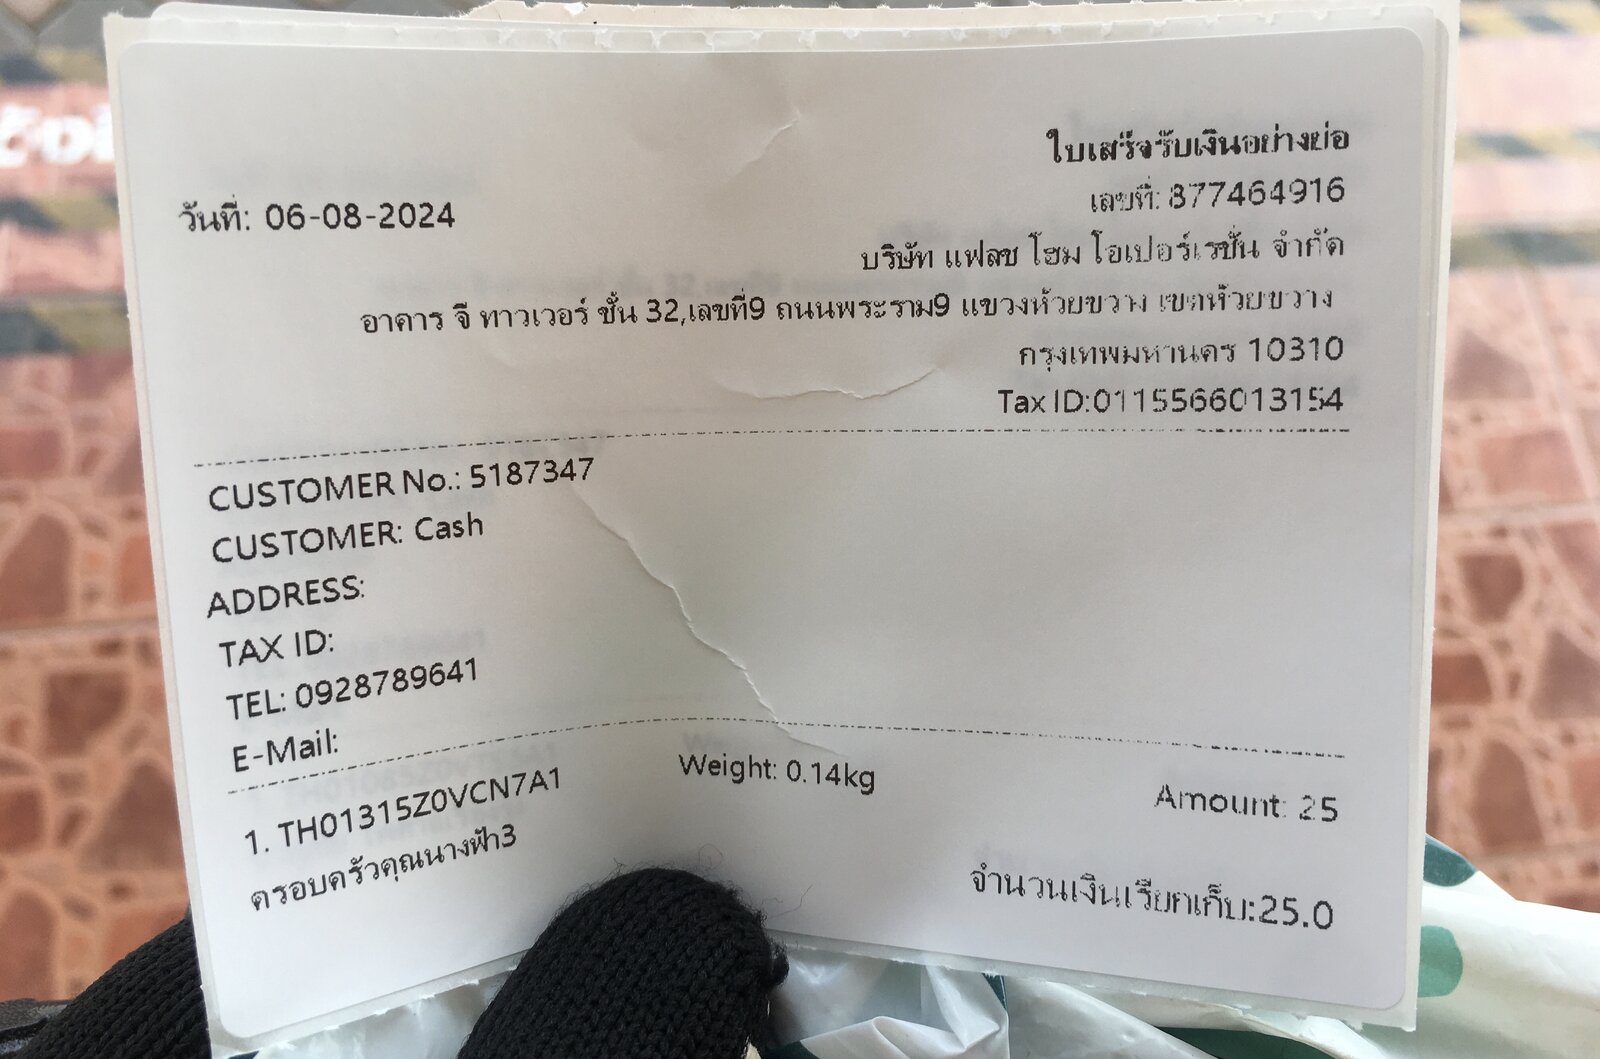 ใบเสร็จรับเงินอย่างย่อ
วันที่: 06-08-2024
เลขที่: 877464916
บริษัท แฟลช โฮม โอเปอร์เรชั่น จำกัด
อาคาร จี ทาวเวอร์ ชั้น 32,เลขที่9 ถนนพระราม9 แขวงห้วยขวาง เขตห้วยขวาง
กรุงเทพมหานคร 10310
Tax ID:0115566013154
CUSTOMER No.: 5187347
CUSTOMER: Cash
ADDRESS:
TAX ID:
TEL: 0928789641
E-Mail:
1. TH01315Z0VCN7A1 Weight: 0.14kg Amount: 25
ครอบครัวคุณนางฟ้า3
จำนวนเงินเรียกเก็บ:25.0